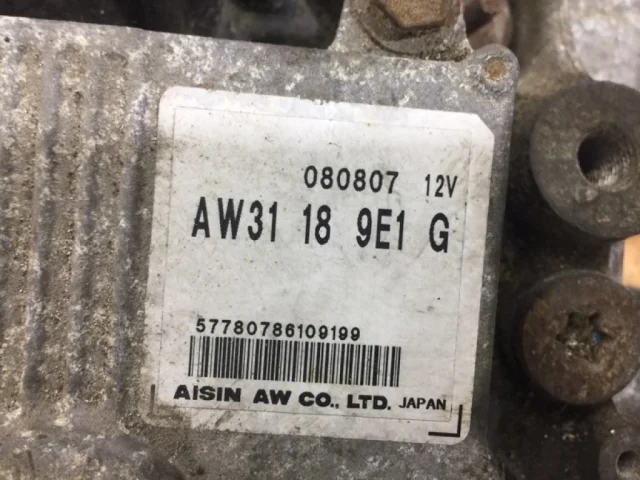 080807 12V
AW31 18 9E1 G
57780786109199
AISIN AW CO., LTD. JAPAN